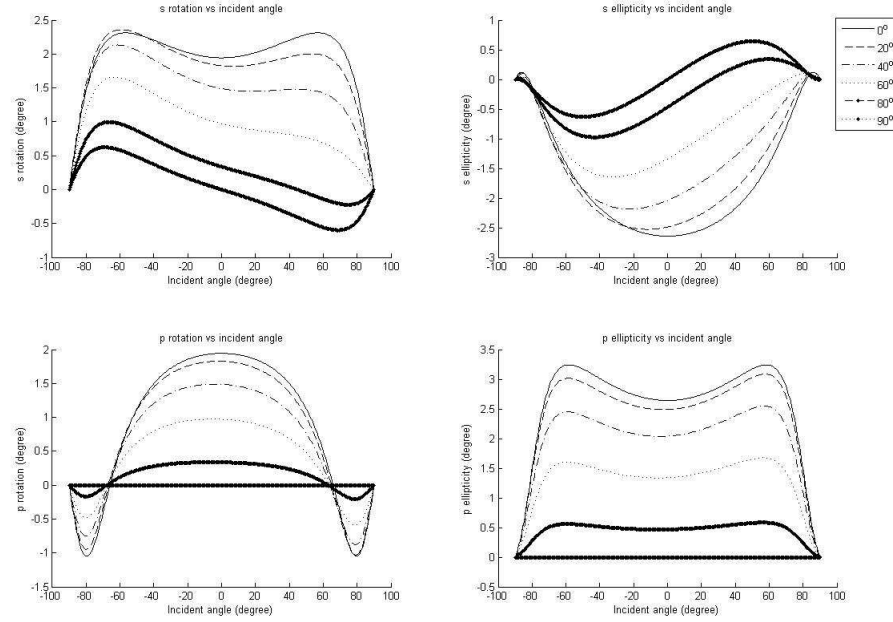 s rotation vs incident angle
s rotation (degree)
2.5
2
1.5
1
0.5
0
-0.5
-1
-100 -80 -60 -40 -20 0 20 40 60 80 100
Incident angle (degree)
s ellipticity vs incident angle
s ellipticity (degree)
1
0.5
0
-0.5
-1
-1.5
-2
-2.5
-3
-100 -80 -60 -40 -20 0 20 40 60 80 100
Incident angle (degree)
0º
20º
40º
60º
80º
90º
p rotation vs incident angle
p rotation (degree)
2
1.5
1
0.5
0
-0.5
-1
-1.5
-100 -80 -60 -40 -20 0 20 40 60 80 100
Incident angle (degree)
p ellipticity vs incident angle
p ellipticity (degree)
3.5
3
2.5
2
1.5
1
0.5
0
-0.5
-100 -80 -60 -40 -20 0 20 40 60 80 100
Incident angle (degree)